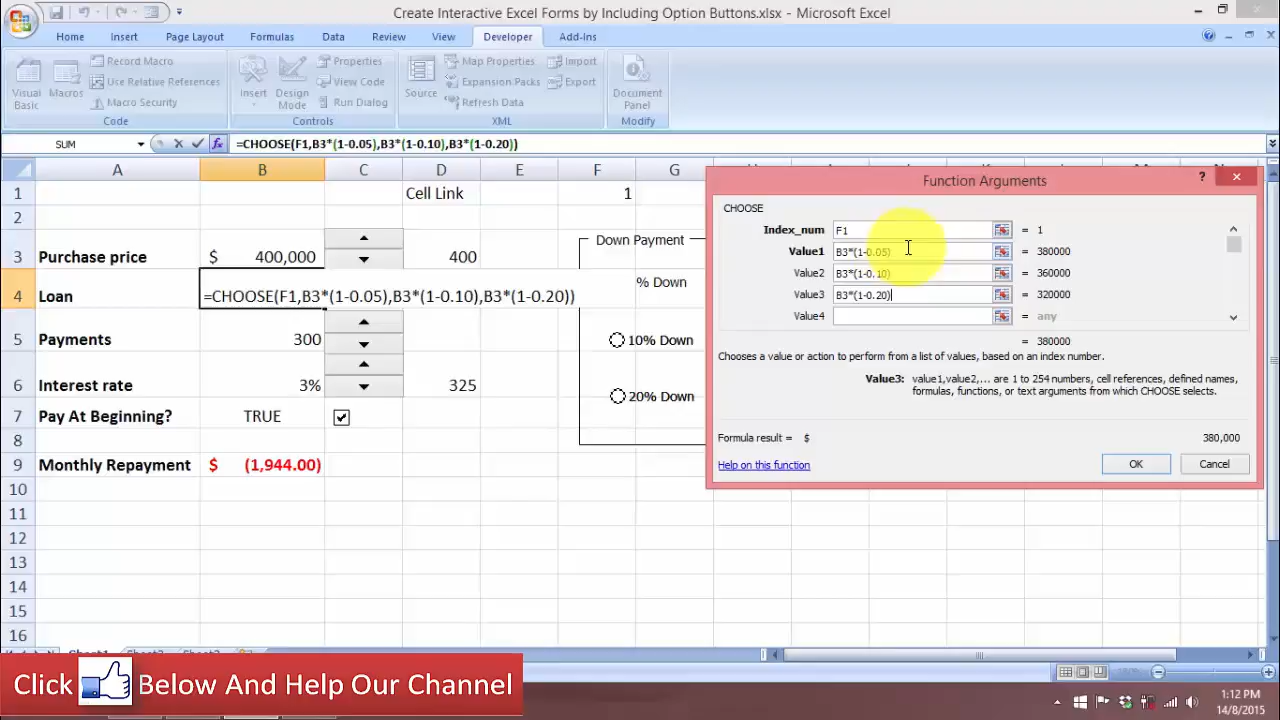 Create Interactive Excel Forms by Including Option Buttons.xlsx - Microsoft Excel
Home Insert Page Layout Formulas Data Review View Developer Add-Ins
Visual Basic
Macros
Record Macro
Use Relative References
Macro Security
Code
Insert
Design Mode
Properties
View Code
Run Dialog
Controls
Source
Map Properties
Expansion Packs
Refresh Data
Import
Export
XML
Document Panel
Modify
SUM
=CHOOSE(F1,B3*(1-0.05),B3*(1-0.10),B3*(1-0.20))
A B C D E F G
1 Cell Link 1
2
3 Purchase price $ 400,000 400
Down Payment
4 Loan =CHOOSE(F1,B3*(1-0.05),B3*(1-0.10),B3*(1-0.20))
% Down
5 Payments 300
10% Down
6 Interest rate 3% 325
20% Down
7 Pay At Beginning? TRUE
8
9 Monthly Repayment $ (1,944.00)
10
11
12
13
14
15
16
Function Arguments
CHOOSE
Index_num F1 = 1
Value1 B3*(1-0.05) = 380000
Value2 B3*(1-0.10) = 360000
Value3 B3*(1-0.20) = 320000
Value4 = any
= 380000
Chooses a value or action to perform from a list of values, based on an index number.
Value3: value1,value2,... are 1 to 254 numbers, cell references, defined names,
formulas, functions, or text arguments from which CHOOSE selects.
Formula result = $ 380,000
Help on this function
OK Cancel
Click Below And Help Our Channel
1:12 PM
14/8/2015